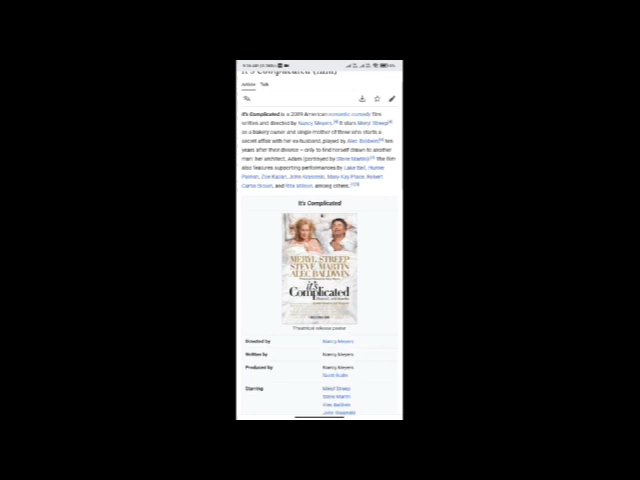 It's Complicated (film)
Article Talk
It's Complicated is a 2009 American romantic comedy film
written and directed by Nancy Meyers.[4] It stars Meryl Streep[4]
as a bakery owner and single mother of three who starts a
secret affair with her ex-husband, played by Alec Baldwin[4] ten
years after their divorce – only to find herself drawn to another
man: her architect, Adam (portrayed by Steve Martin).
The film
also features supporting performances by Lake Bell, Hunter
Parrish, Zoe Kazan, John Krasinski, Mary Kay Place, Robert
Curtis Brown, and Rita Wilson, among others.
It's Complicated
MERYL STREEP
STEVE MARTIN
ALEC BALDWIN
it's
Complicated
Theatrical release poster
Directed by Nancy Meyers
Written by Nancy Meyers
Produced by Nancy Meyers
Scott Rudin
Starring Meryl Streep
Steve Martin
Alec Baldwin
John Krasinski